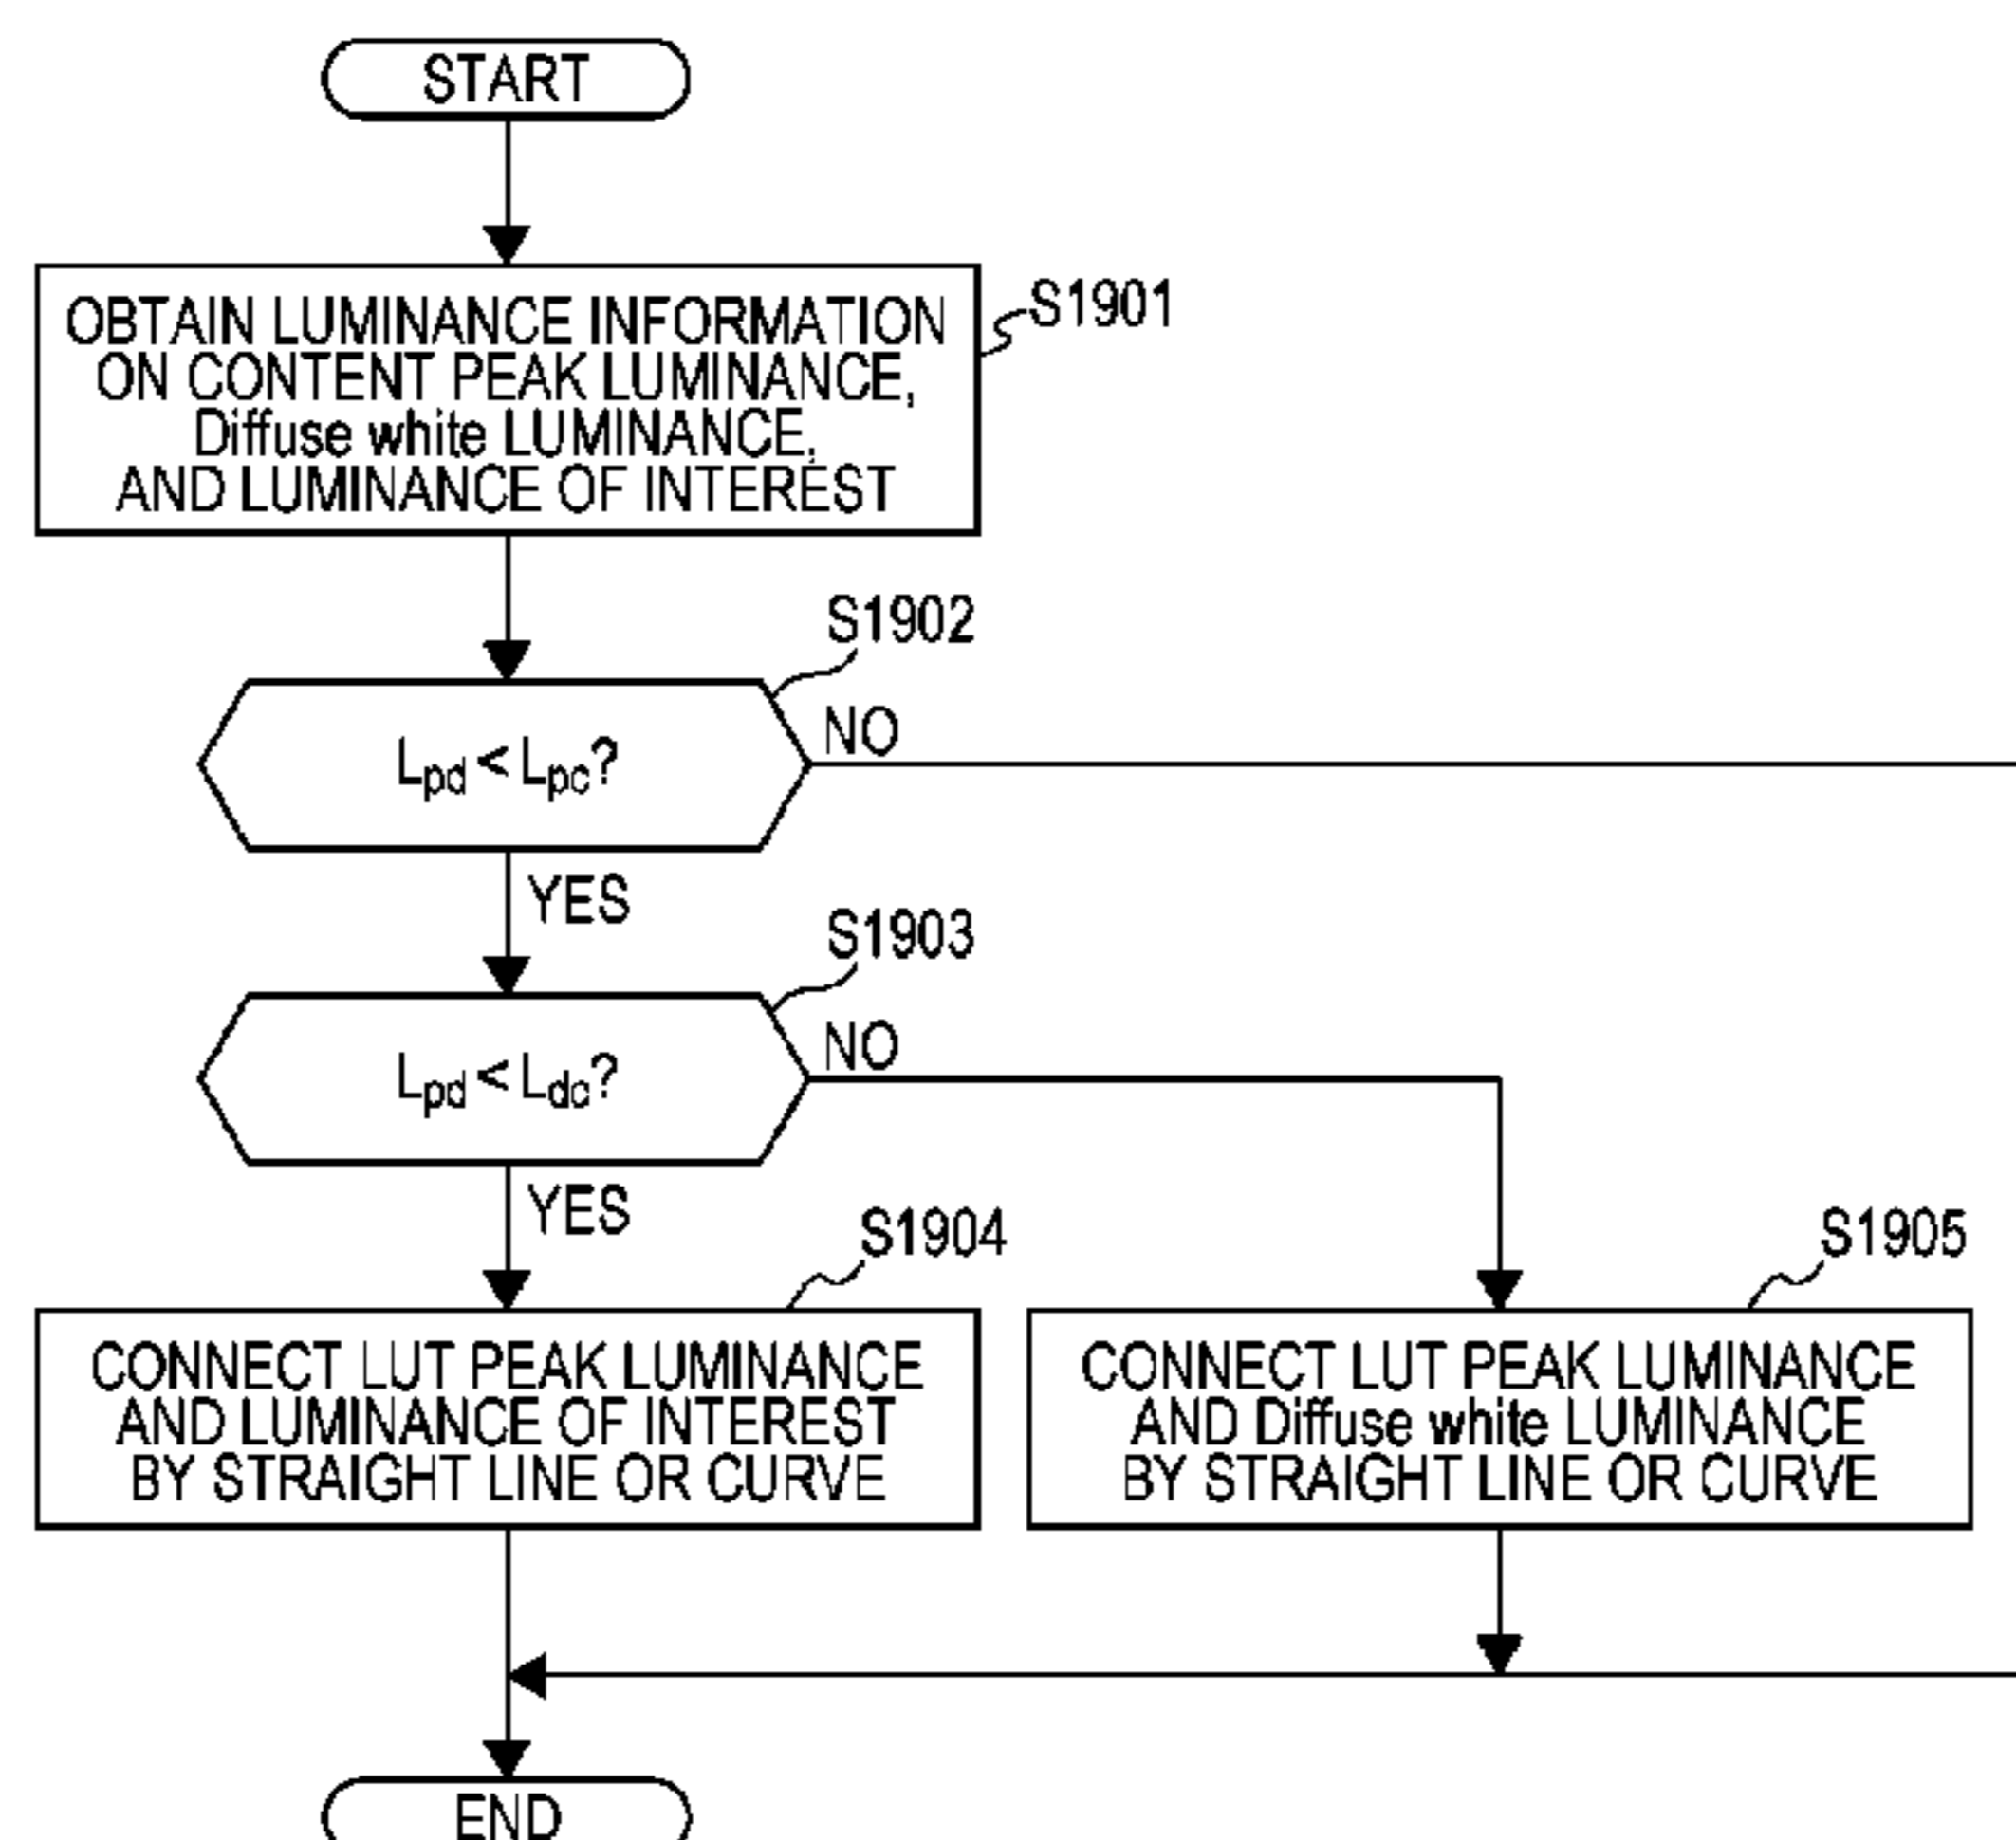 START
OBTAIN LUMINANCE INFORMATION
ON CONTENT PEAK LUMINANCE,
Diffuse white LUMINANCE,
AND LUMINANCE OF INTEREST
S1901
S1902
Lpd < Lpc?
NO
YES
S1903
Lpd < Ldc?
NO
YES
S1904
CONNECT LUT PEAK LUMINANCE
AND LUMINANCE OF INTEREST
BY STRAIGHT LINE OR CURVE
S1905
CONNECT LUT PEAK LUMINANCE
AND Diffuse white LUMINANCE
BY STRAIGHT LINE OR CURVE
END